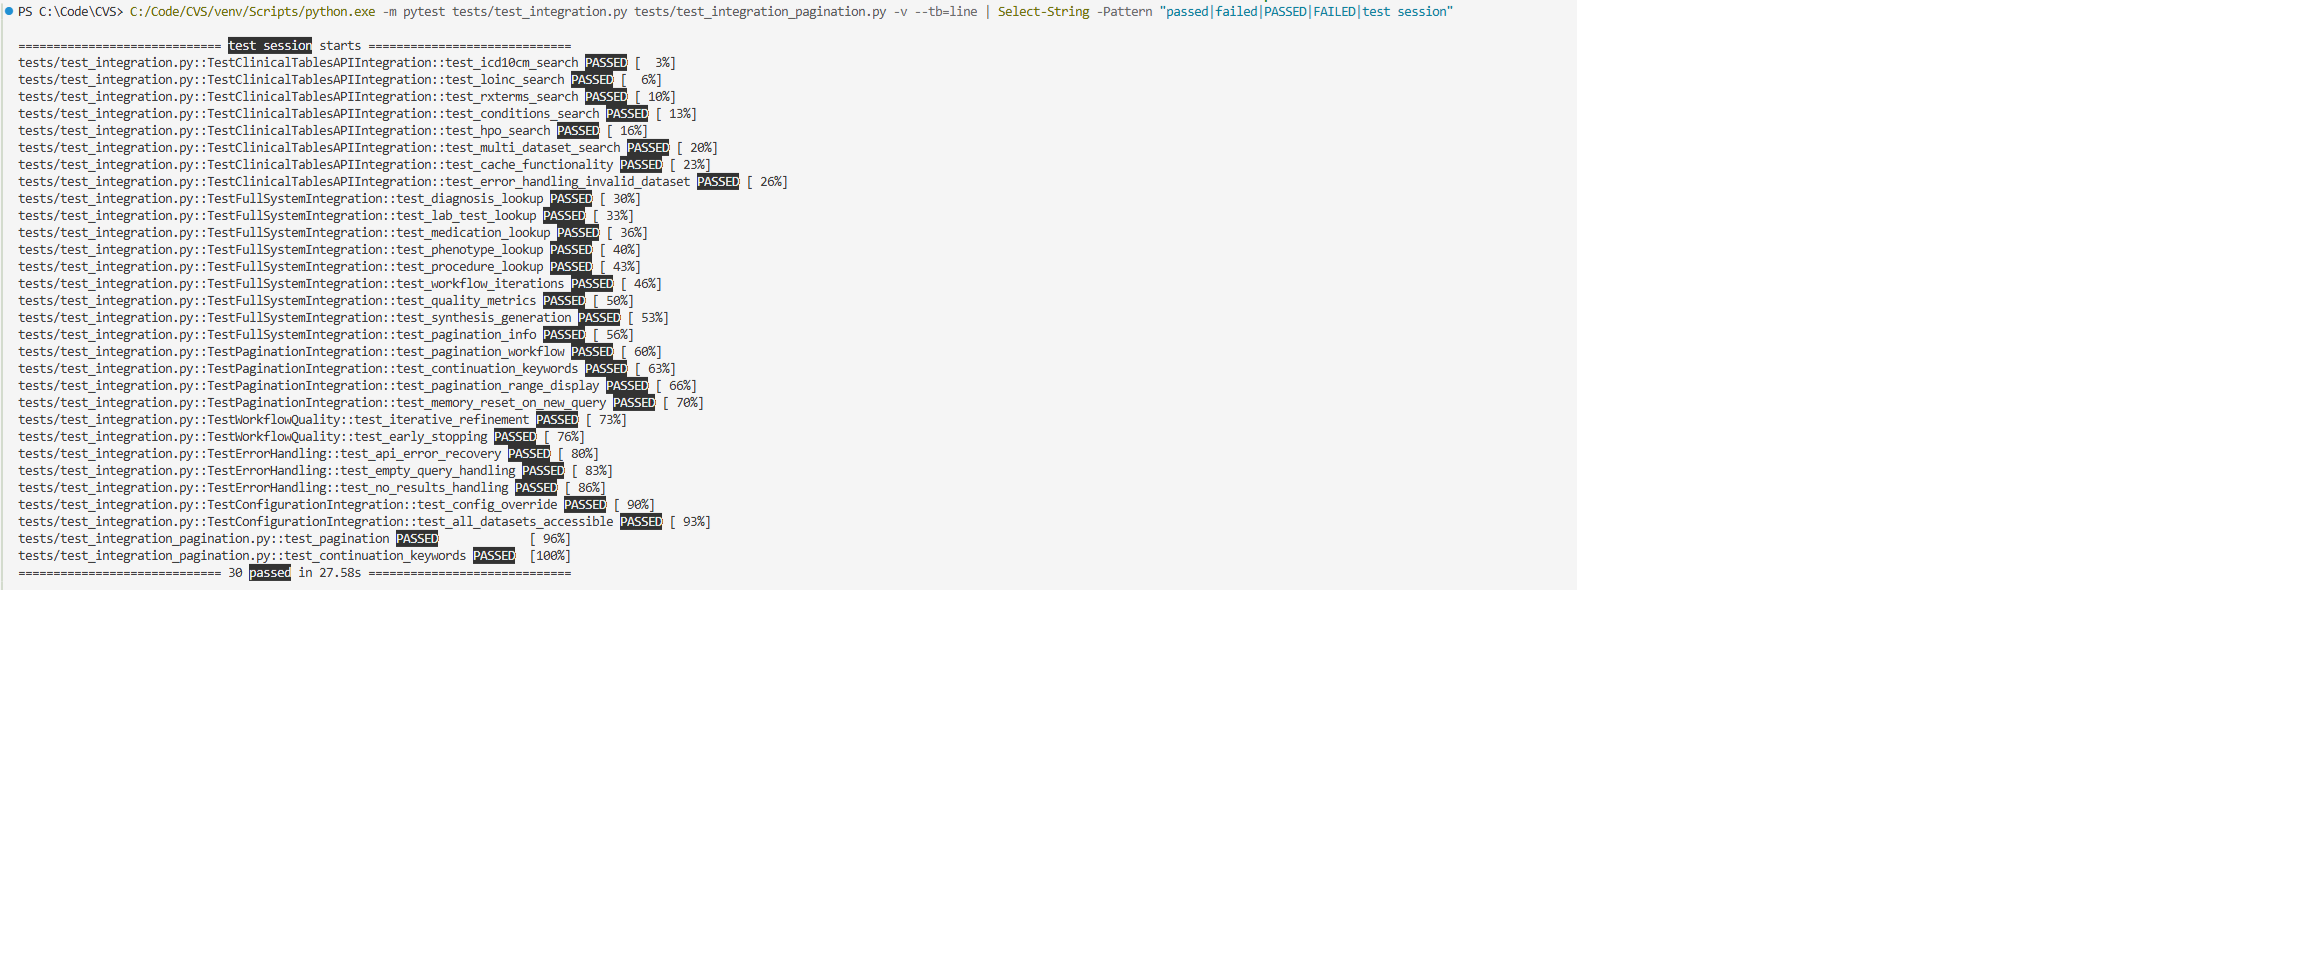 PS C:\Code\CVS> C:/Code/CVS/venv/Scripts/python.exe -m pytest tests/test_integration.py tests/test_integration_pagination.py -v --tb=line | Select-String -Pattern "passed|failed|PASSED|FAILED|test session"
============================= test session starts =============================
tests/test_integration.py::TestClinicalTablesAPIIntegration::test_icd10cm_search PASSED [  3%]
tests/test_integration.py::TestClinicalTablesAPIIntegration::test_loinc_search PASSED [  6%]
tests/test_integration.py::TestClinicalTablesAPIIntegration::test_rxterms_search PASSED [ 10%]
tests/test_integration.py::TestClinicalTablesAPIIntegration::test_conditions_search PASSED [ 13%]
tests/test_integration.py::TestClinicalTablesAPIIntegration::test_hpo_search PASSED [ 16%]
tests/test_integration.py::TestClinicalTablesAPIIntegration::test_multi_dataset_search PASSED [ 20%]
tests/test_integration.py::TestClinicalTablesAPIIntegration::test_cache_functionality PASSED [ 23%]
tests/test_integration.py::TestClinicalTablesAPIIntegration::test_error_handling_invalid_dataset PASSED [ 26%]
tests/test_integration.py::TestFullSystemIntegration::test_diagnosis_lookup PASSED [ 30%]
tests/test_integration.py::TestFullSystemIntegration::test_lab_test_lookup PASSED [ 33%]
tests/test_integration.py::TestFullSystemIntegration::test_medication_lookup PASSED [ 36%]
tests/test_integration.py::TestFullSystemIntegration::test_phenotype_lookup PASSED [ 40%]
tests/test_integration.py::TestFullSystemIntegration::test_procedure_lookup PASSED [ 43%]
tests/test_integration.py::TestFullSystemIntegration::test_workflow_iterations PASSED [ 46%]
tests/test_integration.py::TestFullSystemIntegration::test_quality_metrics PASSED [ 50%]
tests/test_integration.py::TestFullSystemIntegration::test_synthesis_generation PASSED [ 53%]
tests/test_integration.py::TestFullSystemIntegration::test_pagination_info PASSED [ 56%]
tests/test_integration.py::TestPaginationIntegration::test_pagination_workflow PASSED [ 60%]
tests/test_integration.py::TestPaginationIntegration::test_continuation_keywords PASSED [ 63%]
tests/test_integration.py::TestPaginationIntegration::test_pagination_range_display PASSED [ 66%]
tests/test_integration.py::TestPaginationIntegration::test_memory_reset_on_new_query PASSED [ 70%]
tests/test_integration.py::TestWorkflowQuality::test_iterative_refinement PASSED [ 73%]
tests/test_integration.py::TestWorkflowQuality::test_early_stopping PASSED [ 76%]
tests/test_integration.py::TestErrorHandling::test_api_error_recovery PASSED [ 80%]
tests/test_integration.py::TestErrorHandling::test_empty_query_handling PASSED [ 83%]
tests/test_integration.py::TestErrorHandling::test_no_results_handling PASSED [ 86%]
tests/test_integration.py::TestConfigurationIntegration::test_config_override PASSED [ 90%]
tests/test_integration.py::TestConfigurationIntegration::test_all_datasets_accessible PASSED [ 93%]
tests/test_integration_pagination.py::test_pagination PASSED             [ 96%]
tests/test_integration_pagination.py::test_continuation_keywords PASSED  [100%]
============================= 30 passed in 27.58s =============================